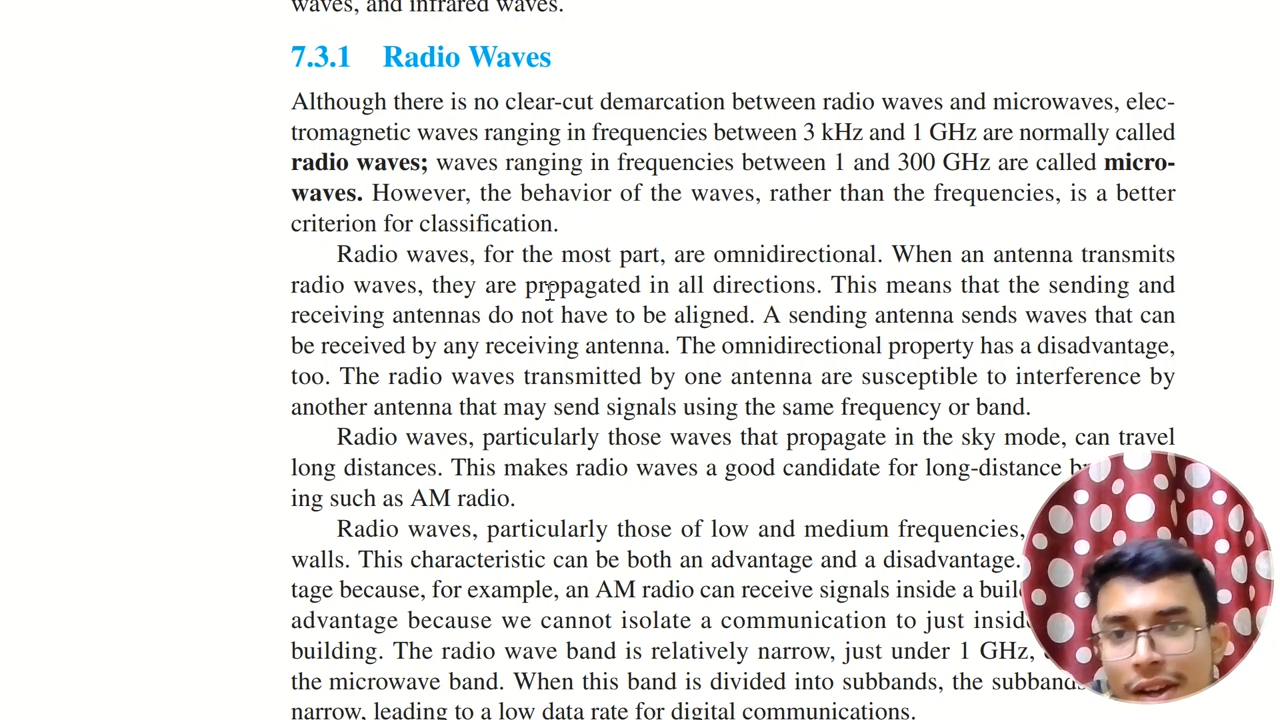 waves, and infrared waves.
7.3.1 Radio Waves
Although there is no clear-cut demarcation between radio waves and microwaves, elec-
tromagnetic waves ranging in frequencies between 3 kHz and 1 GHz are normally called
radio waves; waves ranging in frequencies between 1 and 300 GHz are called micro-
waves. However, the behavior of the waves, rather than the frequencies, is a better
criterion for classification.
Radio waves, for the most part, are omnidirectional. When an antenna transmits
radio waves, they are propagated in all directions. This means that the sending and
receiving antennas do not have to be aligned. A sending antenna sends waves that can
be received by any receiving antenna. The omnidirectional property has a disadvantage,
too. The radio waves transmitted by one antenna are susceptible to interference by
another antenna that may send signals using the same frequency or band.
Radio waves, particularly those waves that propagate in the sky mode, can travel
long distances. This makes radio waves a good candidate for long-distance
ing such as AM radio.
Radio waves, particularly those of low and medium frequencies,
walls. This characteristic can be both an advantage and a disadvantage.
tage because, for example, an AM radio can receive signals inside a
advantage because we cannot isolate a communication to just
building. The radio wave band is relatively narrow, just under 1 GHz,
the microwave band. When this band is divided into subbands, the
narrow, leading to a low data rate for digital communications.